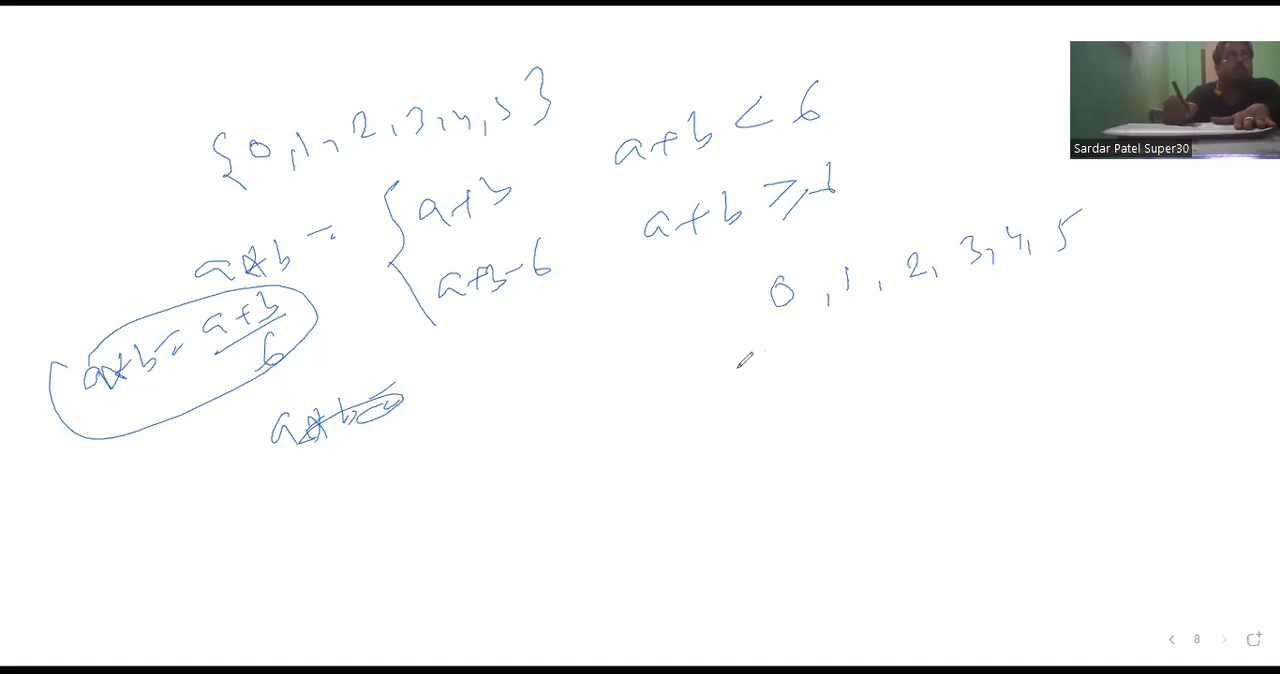 {0, 1, 2, 3, 4, 5}
a * b = { a+b a+b < 6
a+b-6 a+b ≥ 6
0, 1, 2, 3, 4, 5
a*b = a+b/6
a*b=
Sardar Patel Super30
8